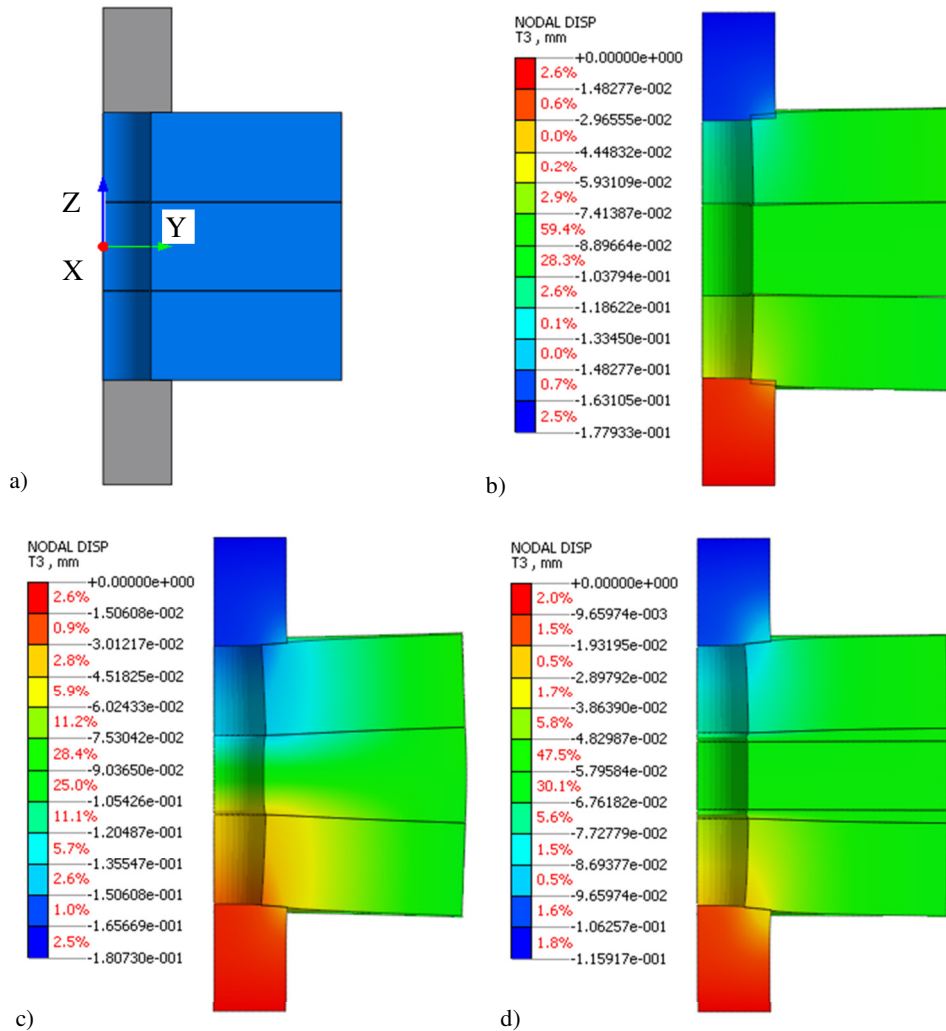 Z
Y
X
a)
NODAL DISP
T3 , mm
+0.00000e+000
2.6%
-1.48277e-002
0.6%
-2.96555e-002
0.0%
-4.44832e-002
0.2%
-5.93109e-002
2.9%
-7.41387e-002
59.4%
-8.89664e-002
28.3%
-1.03794e-001
2.6%
-1.18622e-001
0.1%
-1.33450e-001
0.0%
-1.48277e-001
0.7%
-1.63105e-001
2.5%
-1.77933e-001
b)
NODAL DISP
T3 , mm
+0.00000e+000
2.6%
-1.50608e-002
0.9%
-3.01217e-002
2.8%
-4.51825e-002
5.9%
-6.02433e-002
11.2%
-7.53042e-002
28.4%
-9.03650e-002
25.0%
-1.05426e-001
11.1%
-1.20487e-001
5.7%
-1.35547e-001
2.6%
-1.50608e-001
1.0%
-1.65669e-001
2.5%
-1.80730e-001
c)
NODAL DISP
T3 , mm
+0.00000e+000
2.0%
-9.65974e-003
1.5%
-1.93195e-002
0.5%
-2.89792e-002
1.7%
-3.86390e-002
5.8%
-4.82987e-002
47.5%
-5.79584e-002
30.1%
-6.76182e-002
5.6%
-7.72779e-002
1.5%
-8.69377e-002
0.5%
-9.65974e-002
1.6%
-1.06257e-001
1.8%
-1.15917e-001
d)